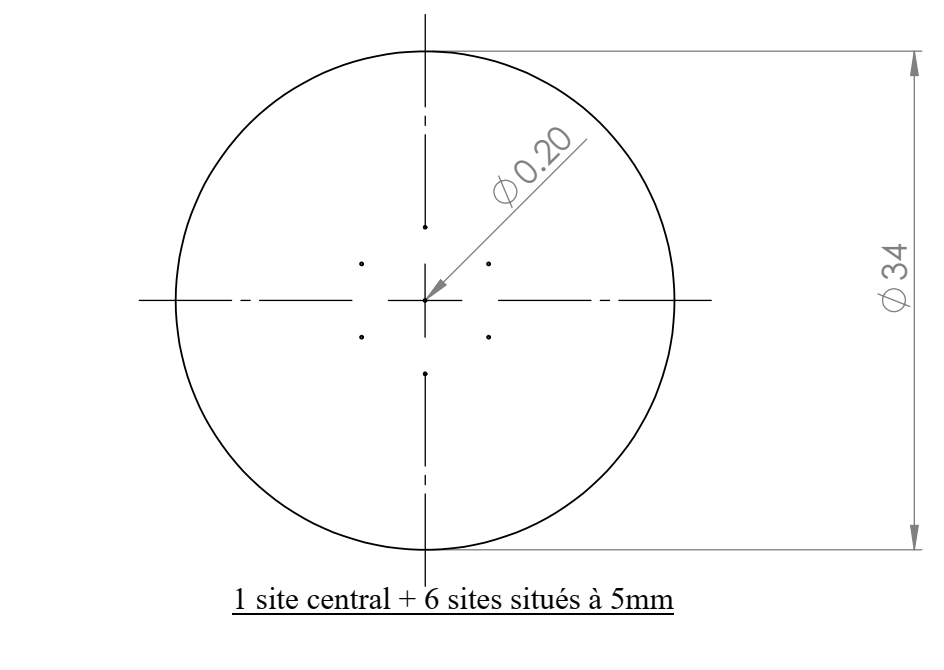 ⌀0.20
⌀34
1 site central + 6 sites situés à 5mm